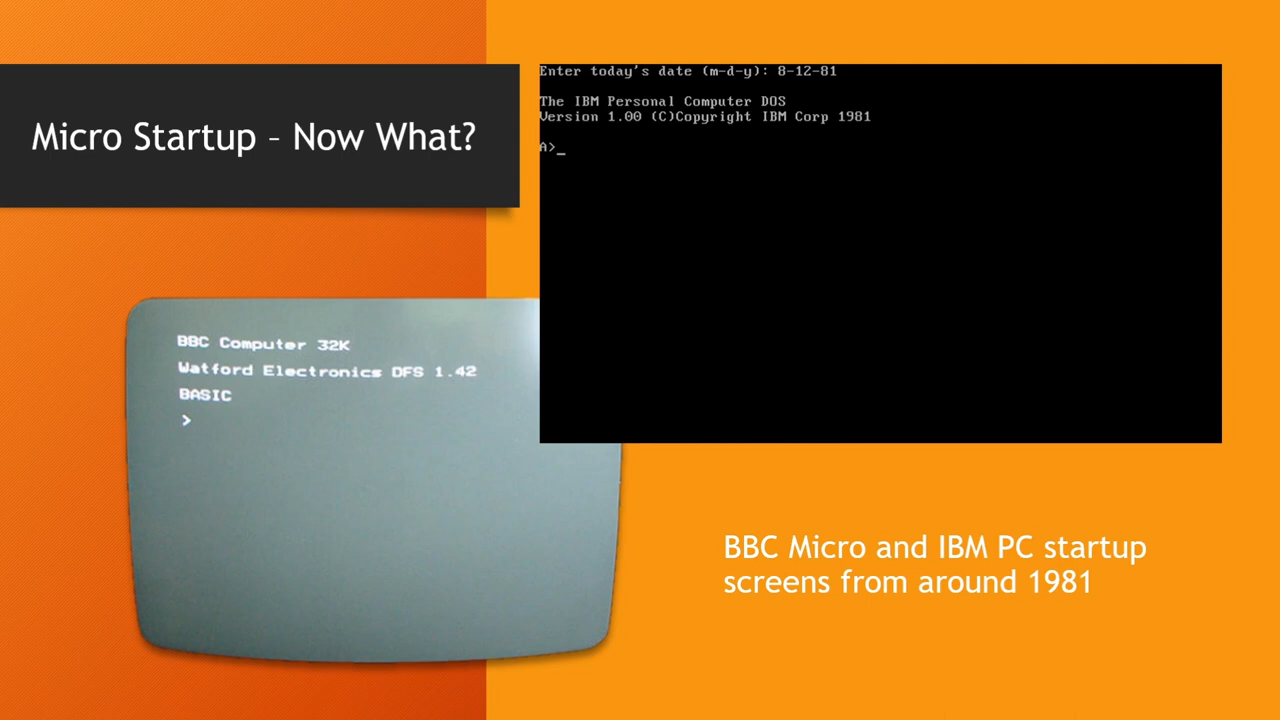 Micro Startup – Now What?
Enter today's date (m-d-y): 8-12-81
The IBM Personal Computer DOS
Version 1.00 (C)Copyright IBM Corp 1981
A>_
BBC Computer 32K
Watford Electronics DFS 1.42
BASIC
>
BBC Micro and IBM PC startup
screens from around 1981